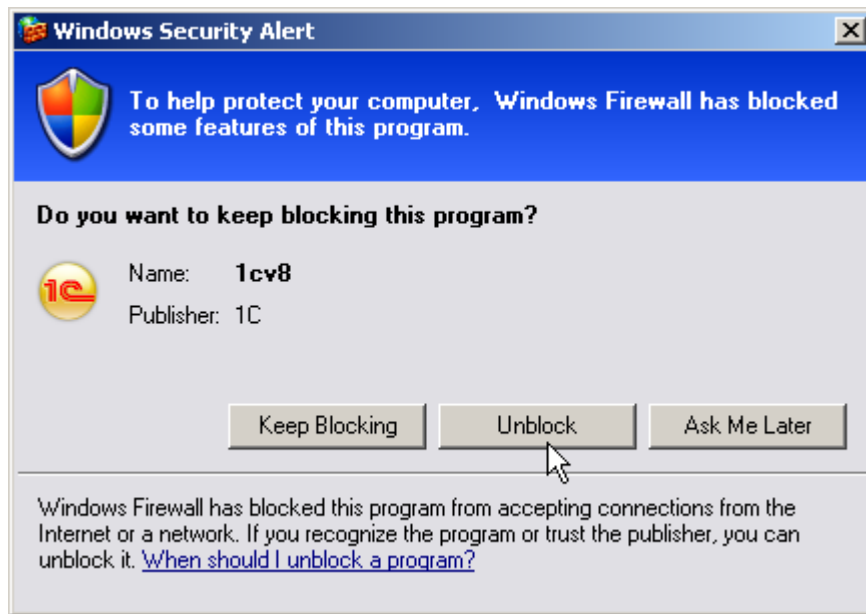 Windows Security Alert
To help protect your computer, Windows Firewall has blocked
some features of this program.
Do you want to keep blocking this program?
1C
Name: 1cv8
Publisher: 1C
Keep Blocking Unblock Ask Me Later
Windows Firewall has blocked this program from accepting connections from the
Internet or a network. If you recognize the program or trust the publisher, you can
unblock it. When should I unblock a program?